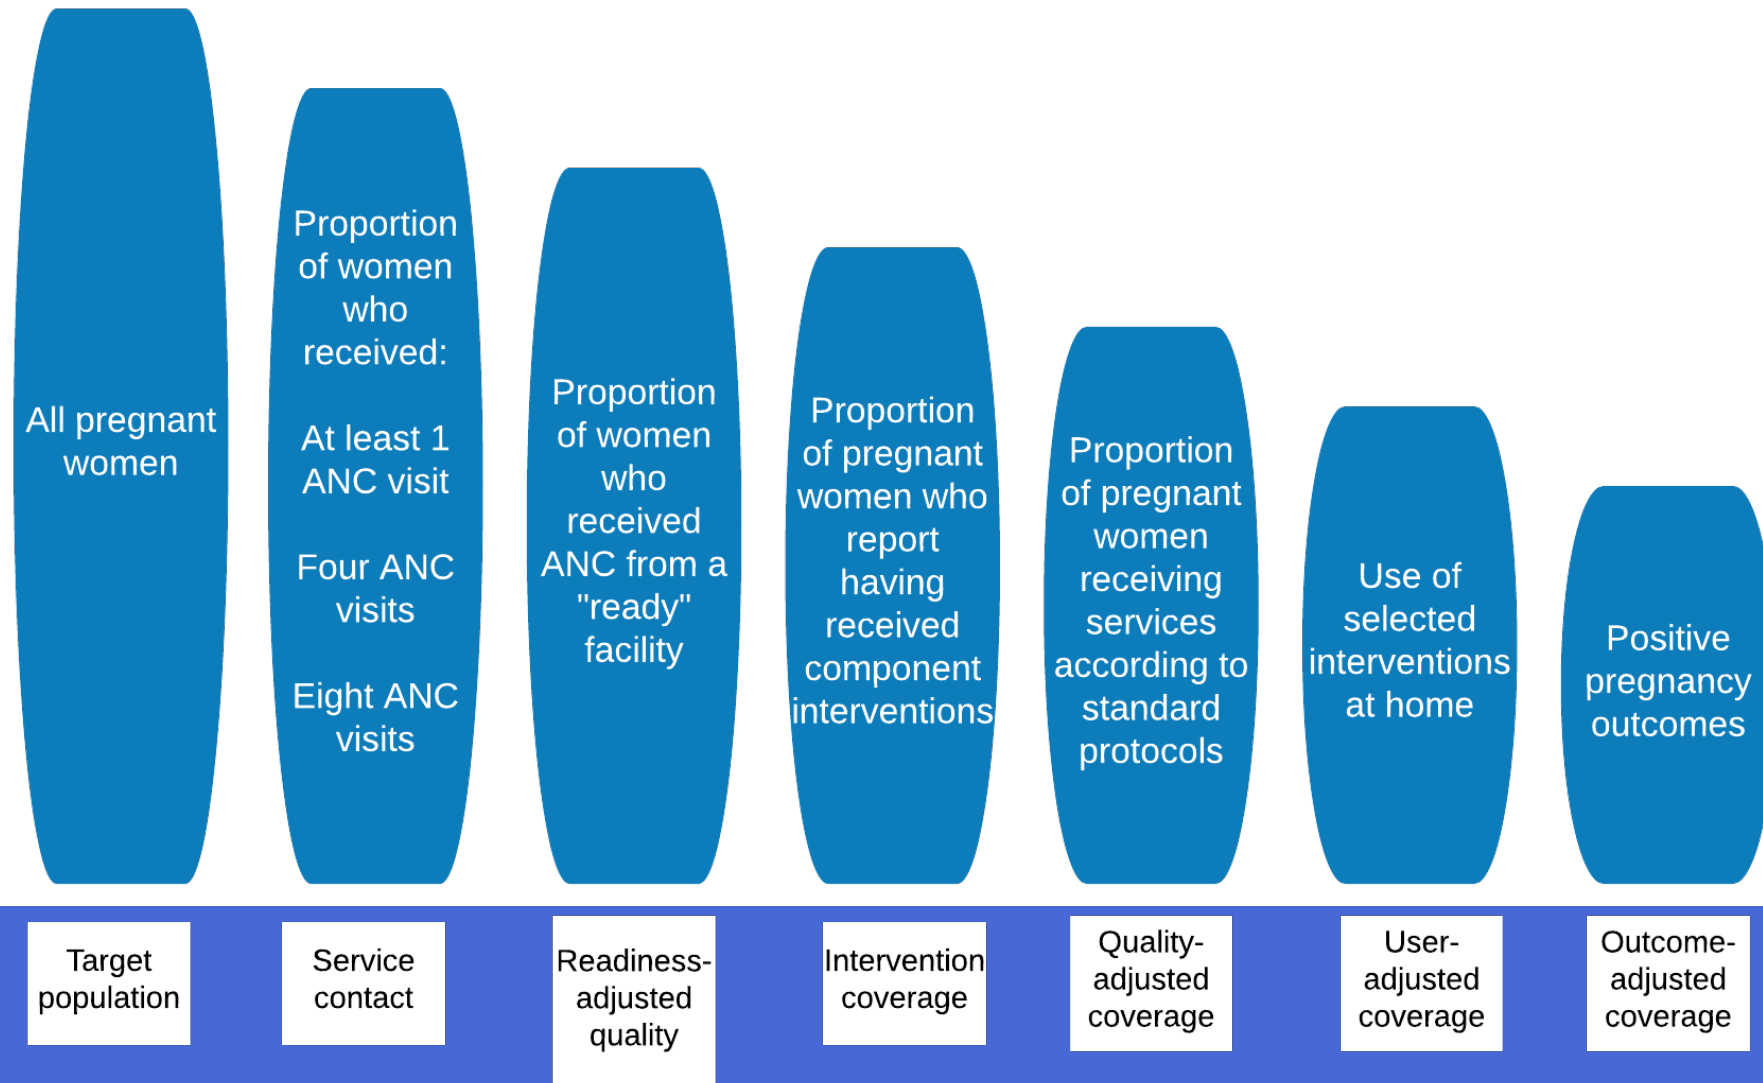 All pregnant
women
Proportion
of women
who
received:
At least 1
ANC visit
Four ANC
visits
Eight ANC
visits
Proportion
of women
who
received
ANC from a
"ready"
facility
Proportion
of pregnant
women who
report
having
received
component
interventions
Proportion
of pregnant
women
receiving
services
according to
standard
protocols
Use of
selected
interventions
at home
Positive
pregnancy
outcomes
Target
population
Service
contact
Readiness-
adjusted
quality
Intervention
coverage
Quality-
adjusted
coverage
User-
adjusted
coverage
Outcome-
adjusted
coverage